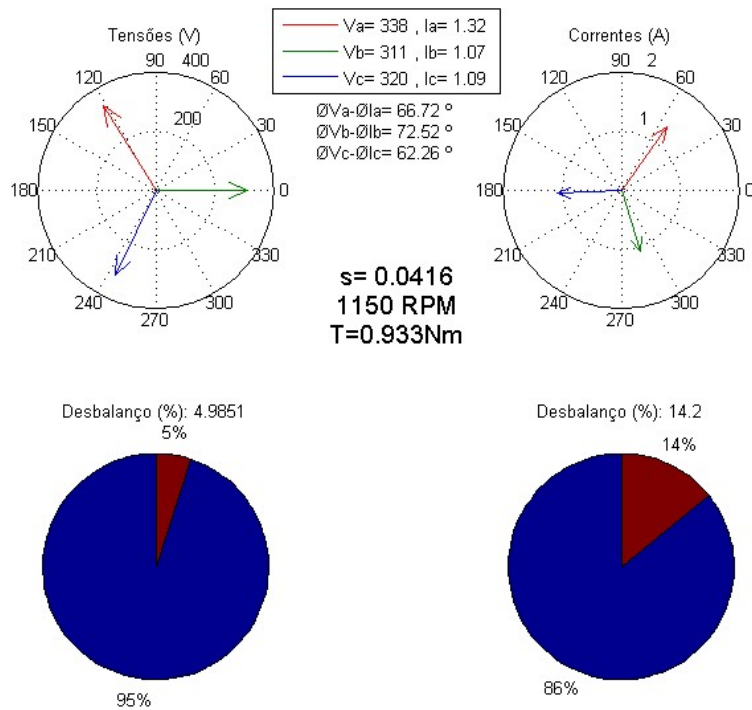 Tensões (V)
Va= 338 , Ia= 1.32
Vb= 311 , Ib= 1.07
Vc= 320 , Ic= 1.09
Correntes (A)
90 400
120 60
200
150 30
180 0
210 330
240 300
270
ØVa-ØIa= 66.72 º
ØVb-ØIb= 72.52 º
ØVc-ØIc= 62.26 º
90 2
120 60
1
150 30
180 0
210 330
240 300
270
s= 0.0416
1150 RPM
T=0.933Nm
Desbalanço (%): 4.9851
5%
95%
Desbalanço (%): 14.2
14%
86%